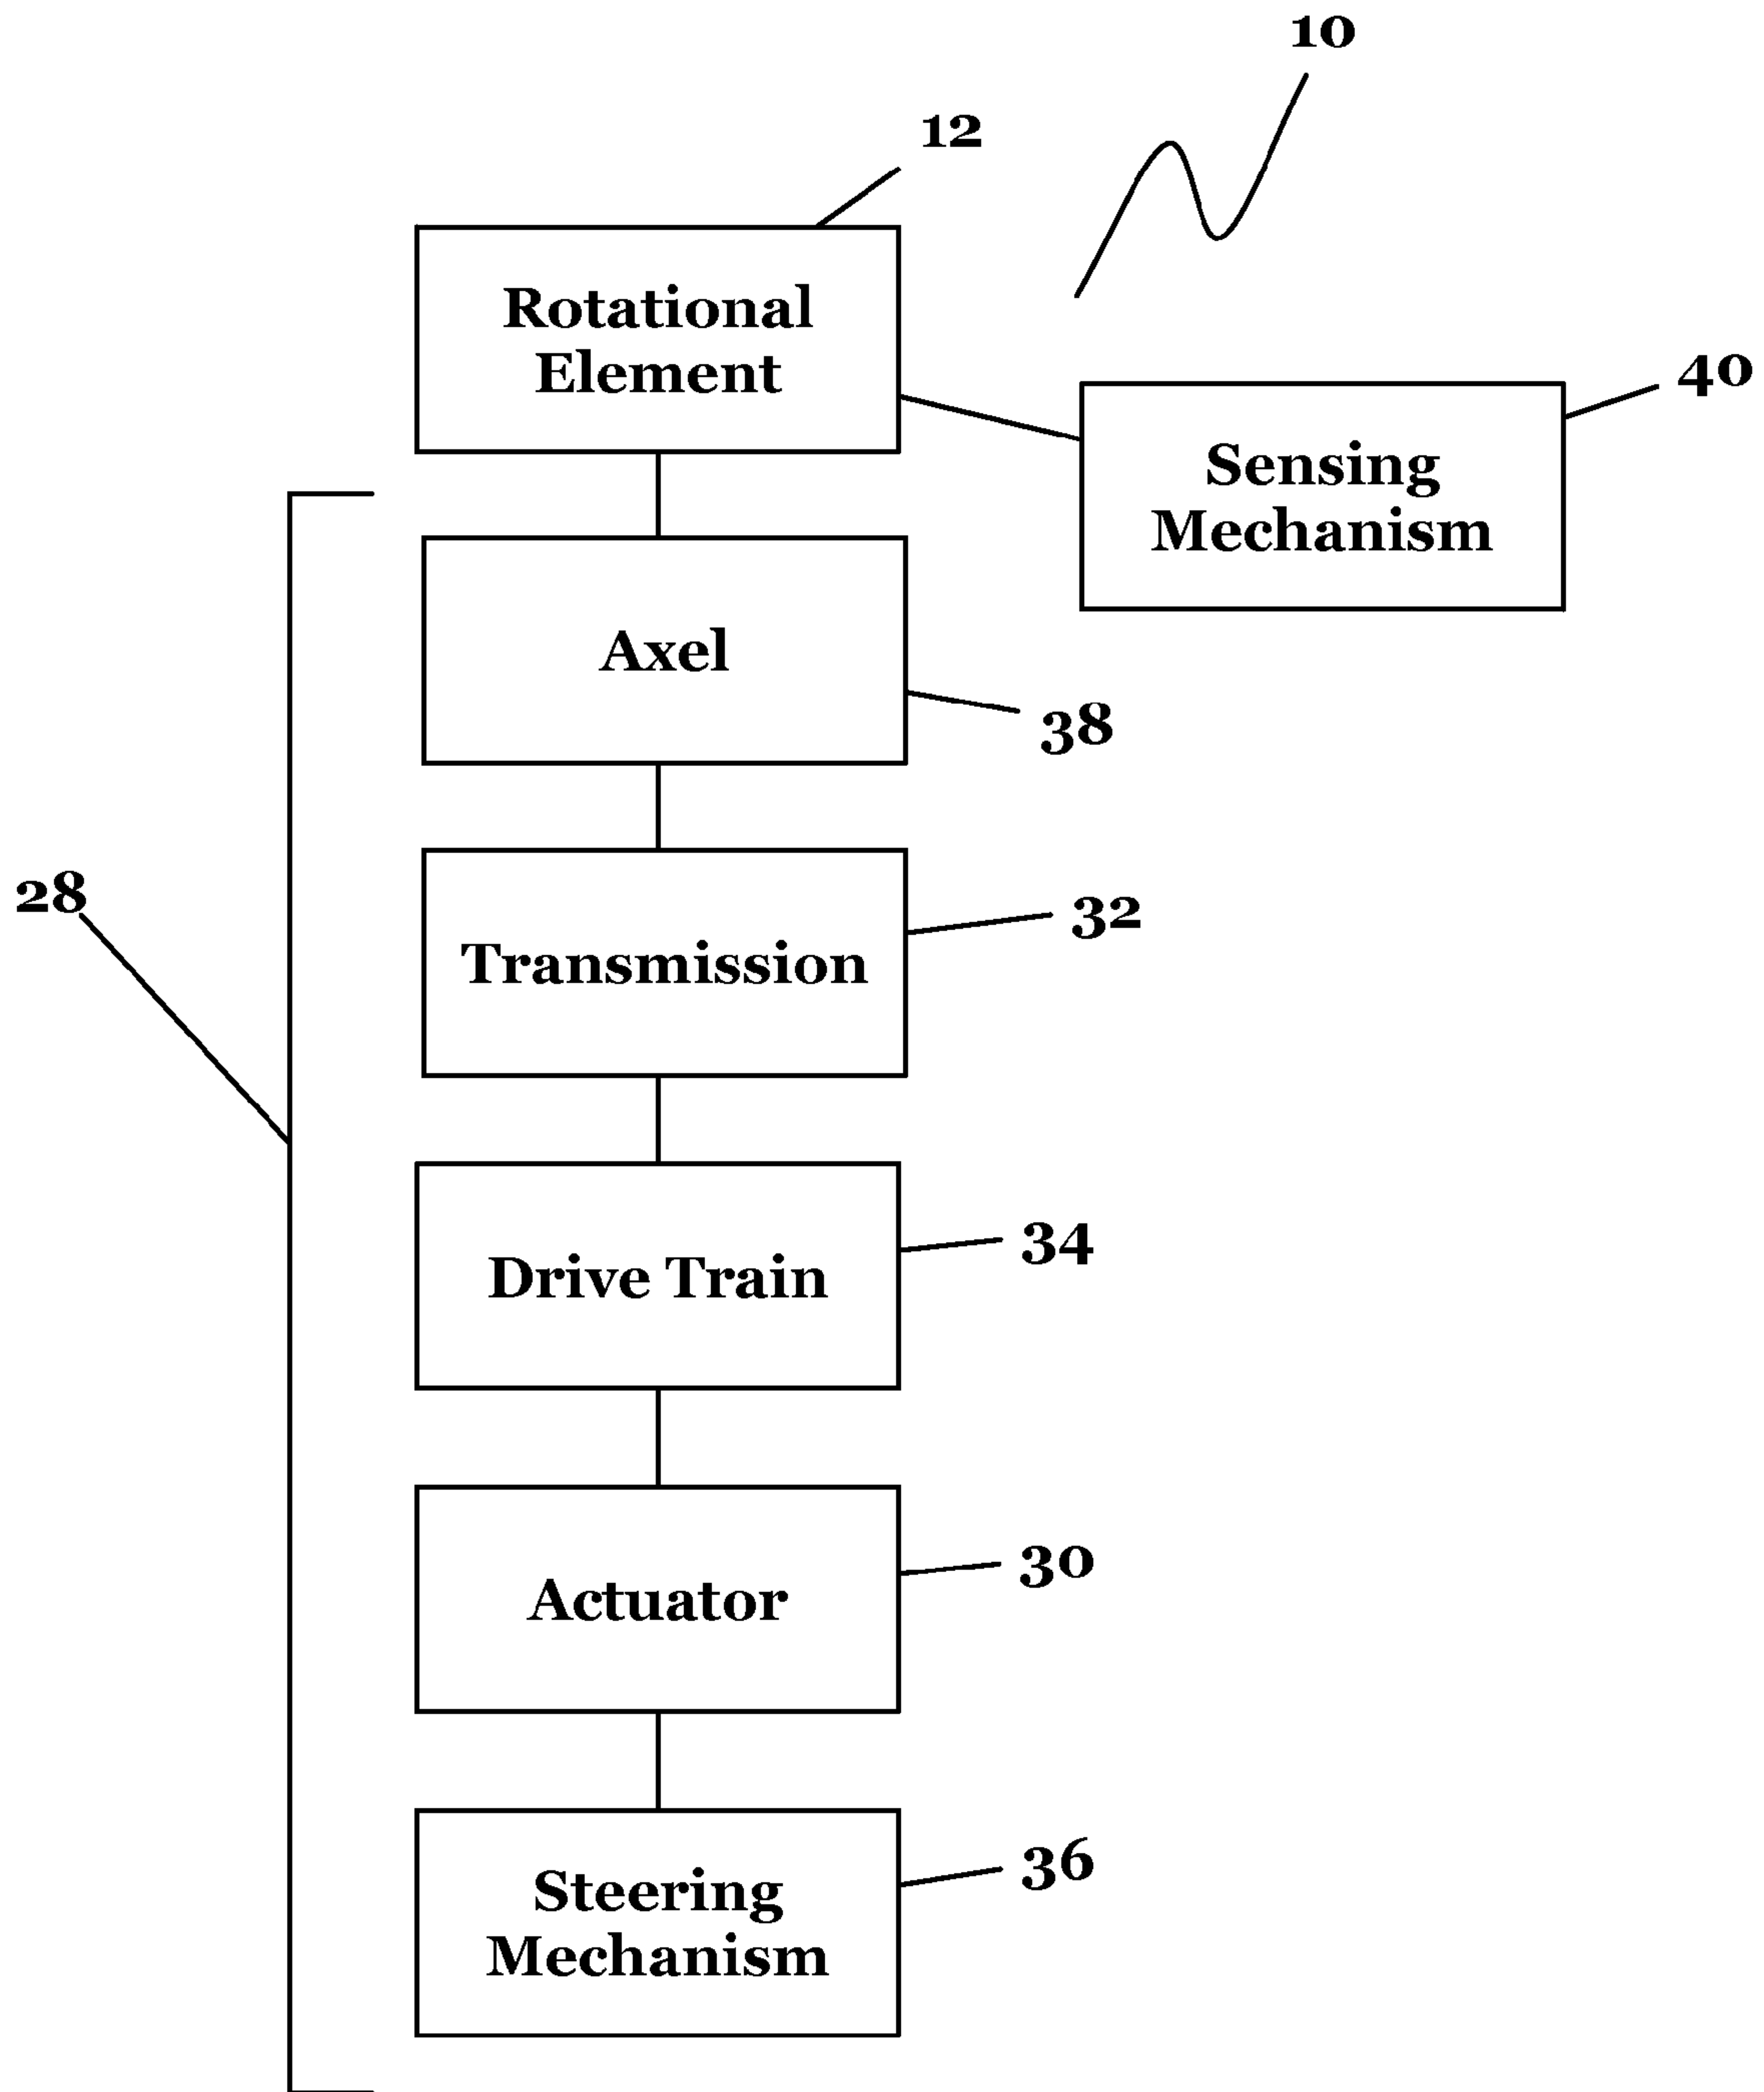 10
12
Rotational
Element
40
Sensing
Mechanism
Axel
38
28
32
Transmission
34
Drive Train
30
Actuator
36
Steering
Mechanism